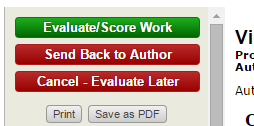 Evaluate/Score Work
Send Back to Author
Cancel - Evaluate Later
Print Save as PDF
Vi
Pro
Aut
Aut